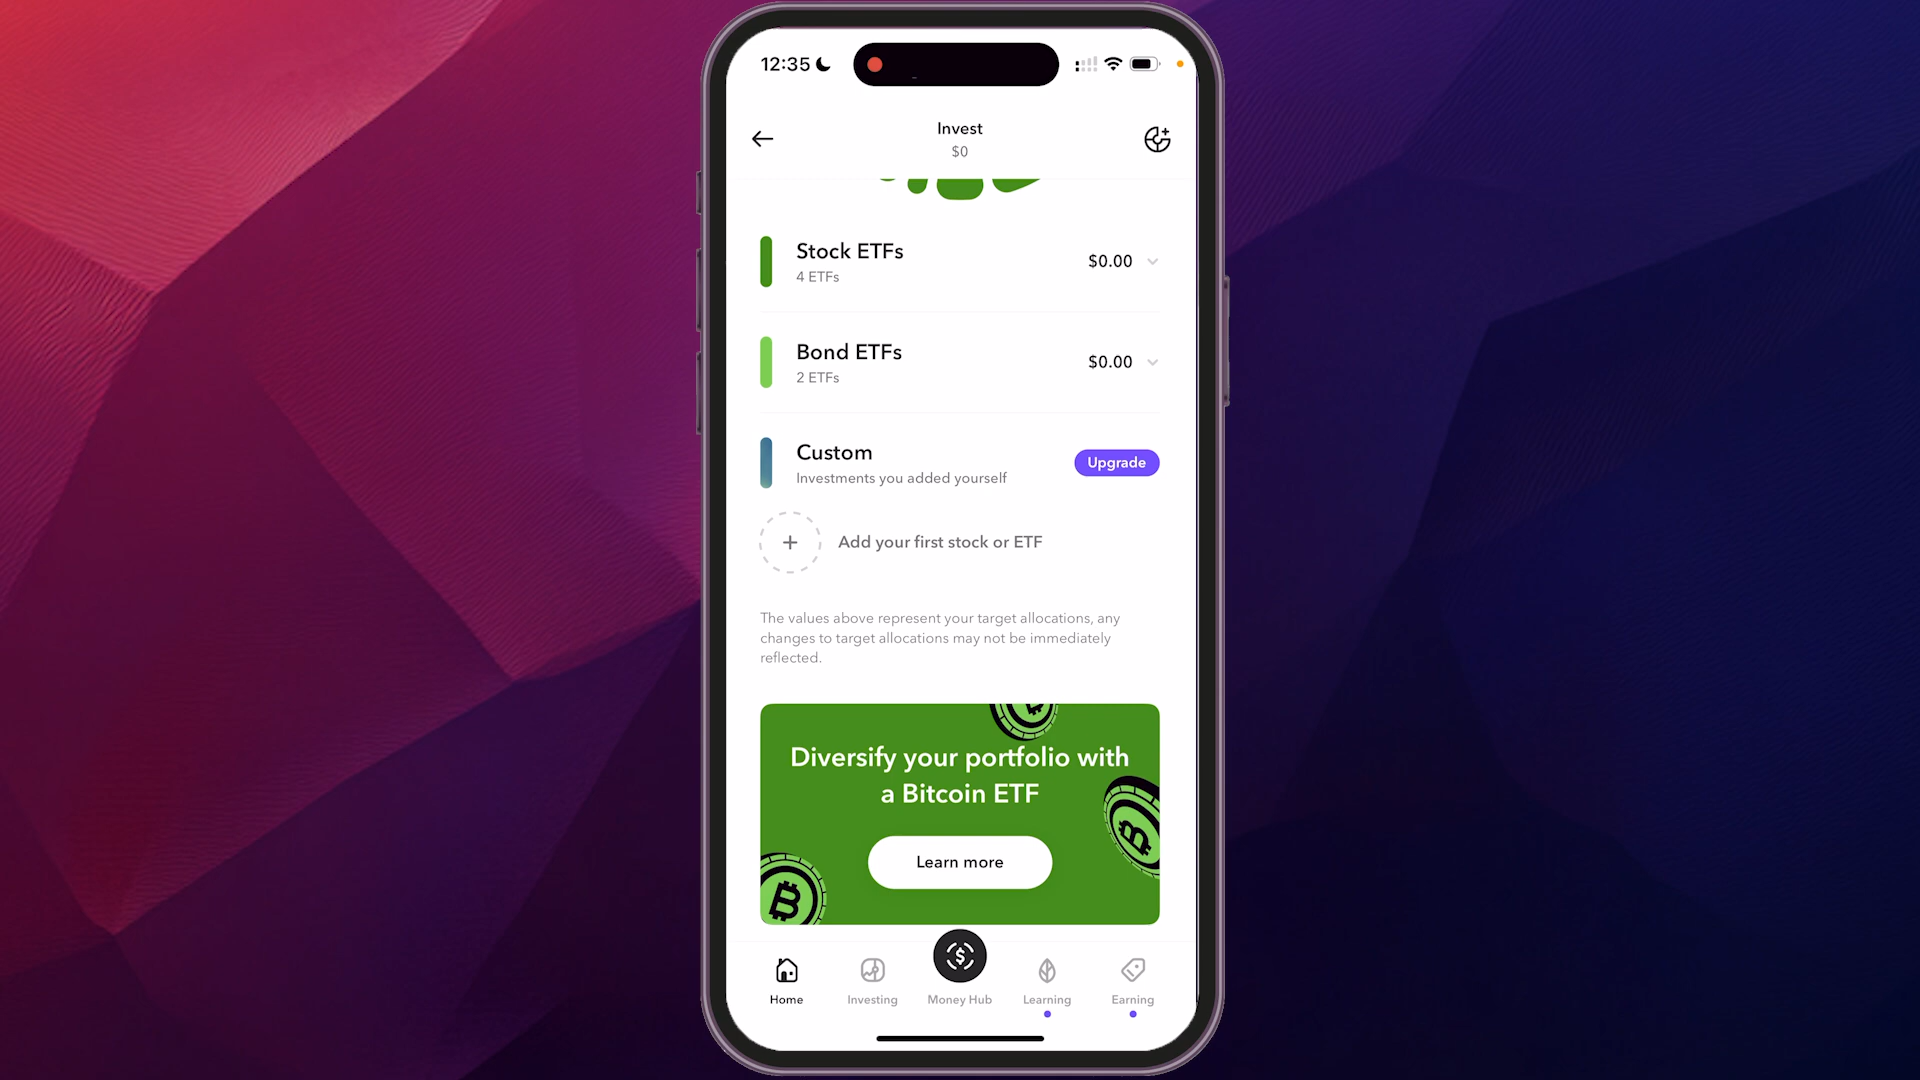 12:35
Invest
$0
Stock ETFs
4 ETFs
$0.00
Bond ETFs
2 ETFs
$0.00
Custom
Investments you added yourself
Upgrade
Add your first stock or ETF
The values above represent your target allocations, any
changes to target allocations may not be immediately
reflected.
Diversify your portfolio with
a Bitcoin ETF
Learn more
Home
Investing
Money Hub
Learning
Earning